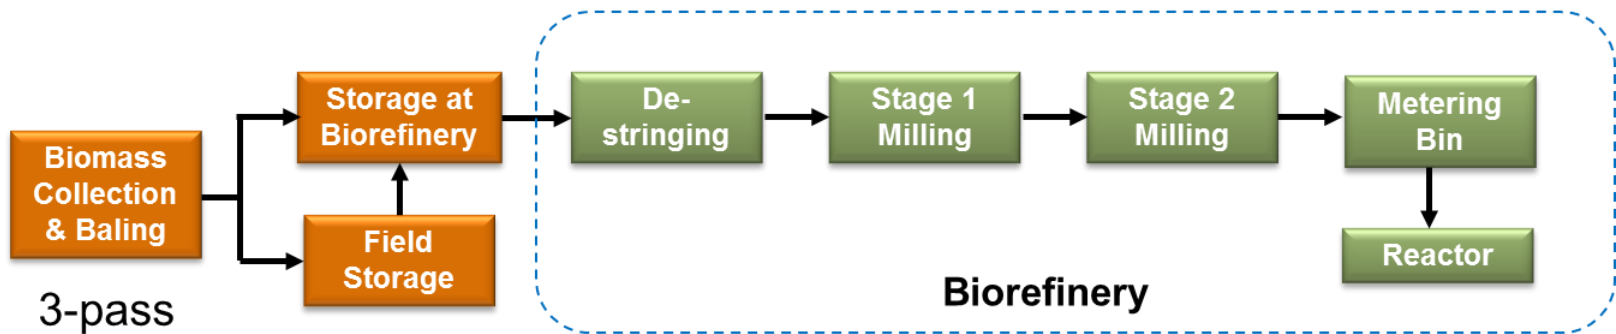 Biomass
Collection
& Baling
3-pass
Storage at
Biorefinery
Field
Storage
De-
stringing
Stage 1
Milling
Stage 2
Milling
Metering
Bin
Reactor
Biorefinery